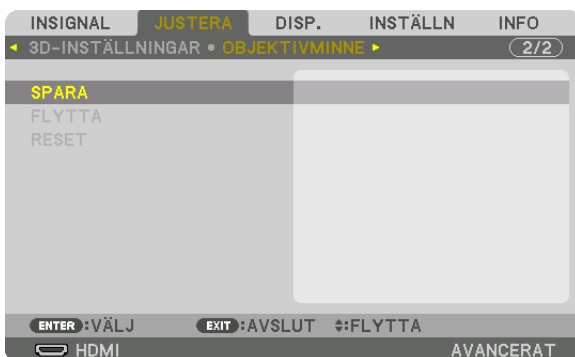 INSIGNAL JUSTERA DISP. INSTÄLLN INFO
3D-INSTÄLLNINGAR • OBJEKTIVMINNE 2/2
SPARA
FLYTTA
RESET
ENTER :VÄLJ EXIT :AVSLUT :FLYTTA
HDMI AVANCERAT